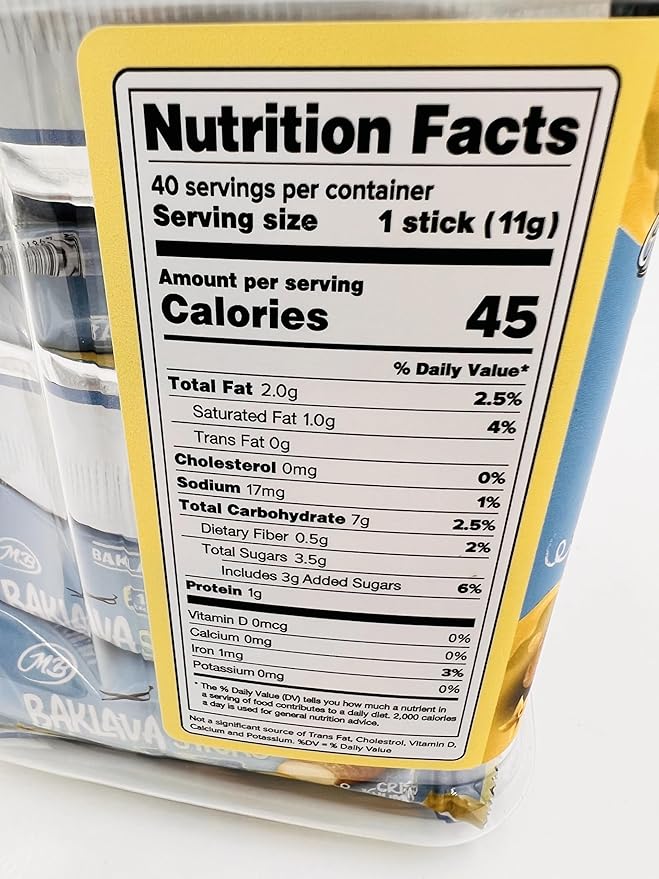 Nutrition Facts
40 servings per container
Serving size 1 stick (11g)
Amount per serving
Calories 45
% Daily Value*
Total Fat 2.0g 2.5%
Saturated Fat 1.0g 4%
Trans Fat 0g
Cholesterol 0mg 0%
Sodium 17mg 1%
Total Carbohydrate 7g 2.5%
Dietary Fiber 0.5g 2%
Total Sugars 3.5g
Includes 3g Added Sugars 6%
Protein 1g
Vitamin D 0mcg 0%
Calcium 0mg 0%
Iron 1mg 3%
Potassium 0mg 0%
* The % Daily Value (DV) tells you how much a nutrient in
a serving of food contributes to a daily diet. 2,000 calories
a day is used for general nutrition advice.
Not a significant source of Trans Fat, Cholestrol, Vitamin D,
Calcium and Potassium. %DV = % Daily Value
MB
BAKLAVA
MB
BAKLAVA